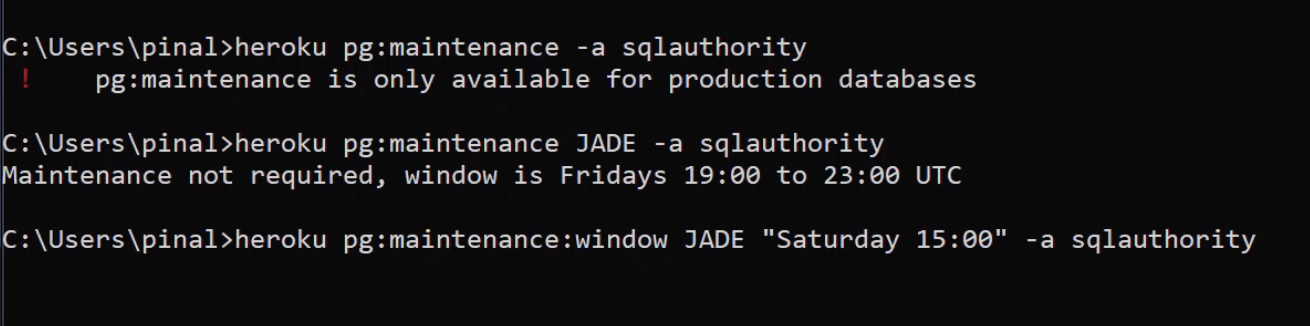 C:\Users\pinal>heroku pg:maintenance -a sqlauthority
! pg:maintenance is only available for production databases
C:\Users\pinal>heroku pg:maintenance JADE -a sqlauthority
Maintenance not required, window is Fridays 19:00 to 23:00 UTC
C:\Users\pinal>heroku pg:maintenance:window JADE "Saturday 15:00" -a sqlauthority